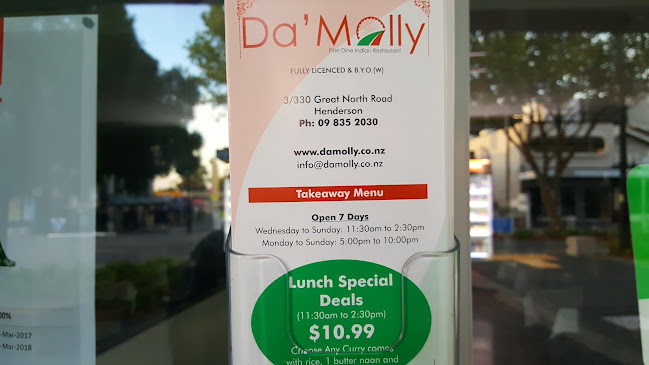 Da'Molly
Fine Dine Indian Restaurant
FULLY LICENCED & B.Y.O.(W)
3/330 Great North Road
Henderson
Ph: 09 835 2030
www.damolly.co.nz
info@damolly.co.nz
Takeaway Menu
Open 7 Days
Wednesday to Sunday: 11:30am to 2:30pm
Monday to Sunday: 5:00pm to 10:00pm
Lunch Special
Deals
(11:30am to 2:30pm)
$10.99
Choose Any Curry comes
with rice, 1 butter naan and
00%
-Mar-2017
-Mar-2018